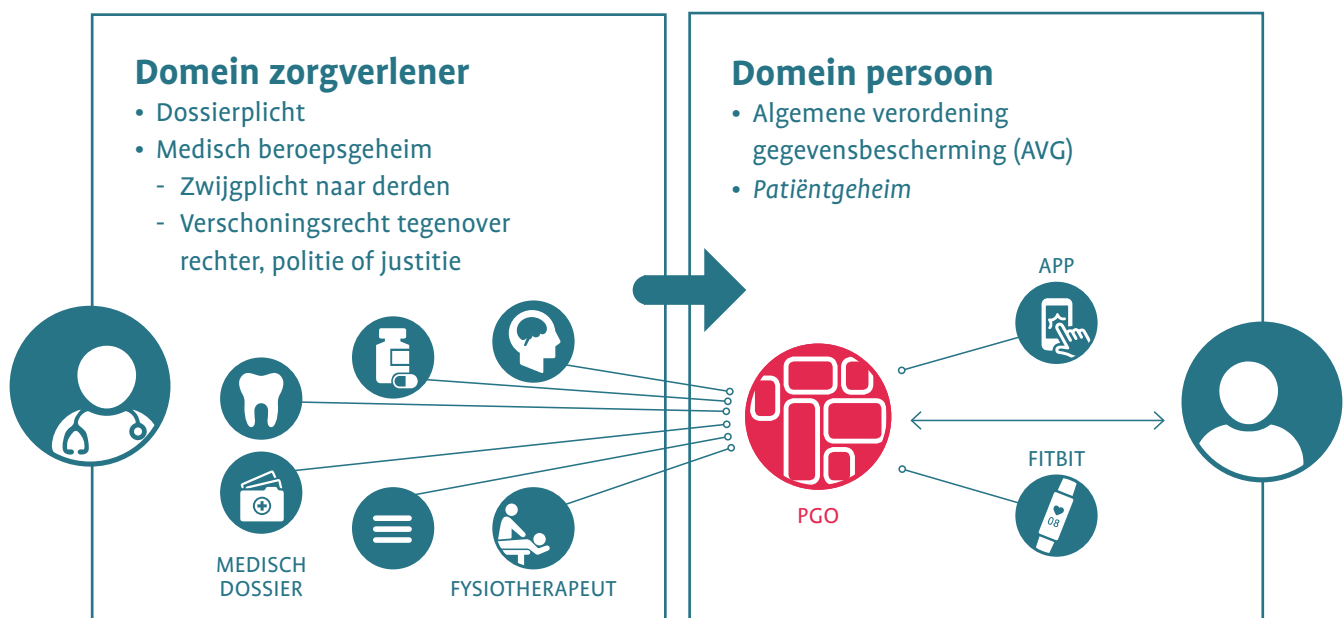 Domein zorgverlener
• Dossierplicht
• Medisch beroepsgeheim
- Zwijgplicht naar derden
- Verschoningsrecht tegenover
rechter, politie of justitie
MEDISCH
DOSSIER
FYSIOTHERAPEUT
Domein persoon
• Algemene verordening
gegevensbescherming (AVG)
• Patiëntgeheim
APP
PGO
FITBIT
08